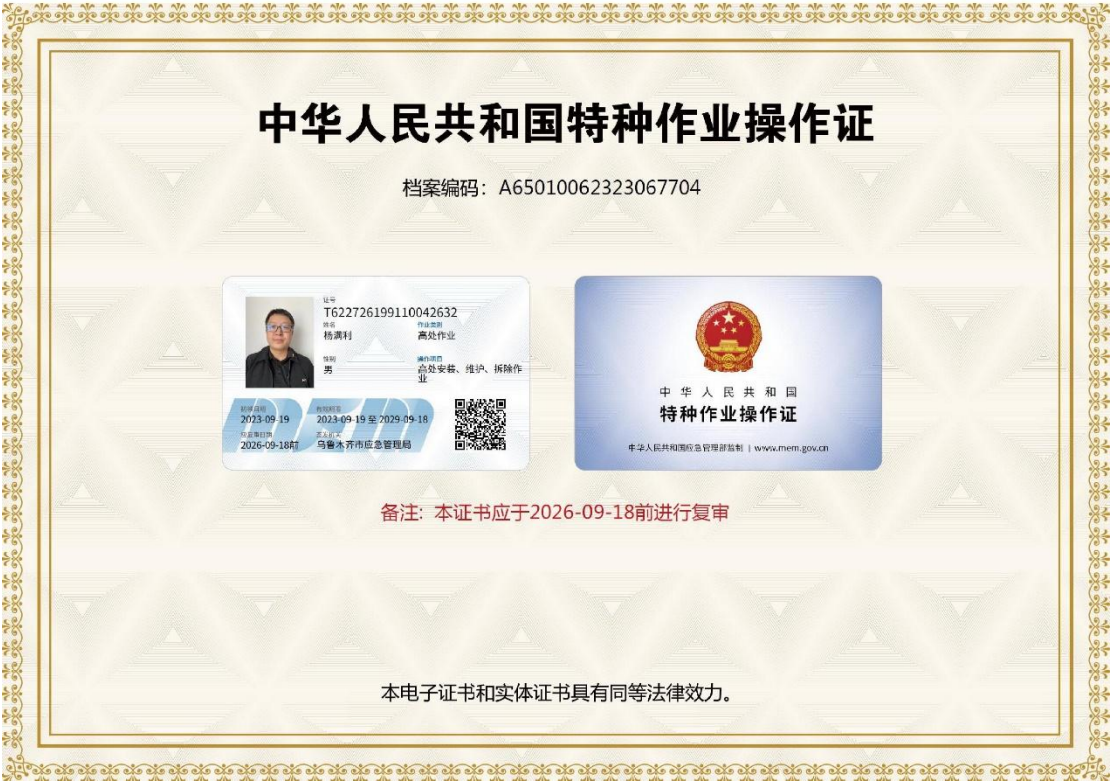 中华人民共和国特种作业操作证
档案编码：A65010062323067704
证号
T622726199110042632
姓名
杨满利
作业类别
高处作业
性别
男
操作项目
高处安装、维护、拆除作
业
初领日期
2023-09-19
有效期限
2023-09-19 至 2029-09-18
应复审日期
2026-09-18前
签发机关
乌鲁木齐市应急管理局
中华人民共和国
特种作业操作证
中华人民共和国应急管理部监制 | www.mem.gov.cn
备注: 本证书应于2026-09-18前进行复审
本电子证书和实体证书具有同等法律效力。